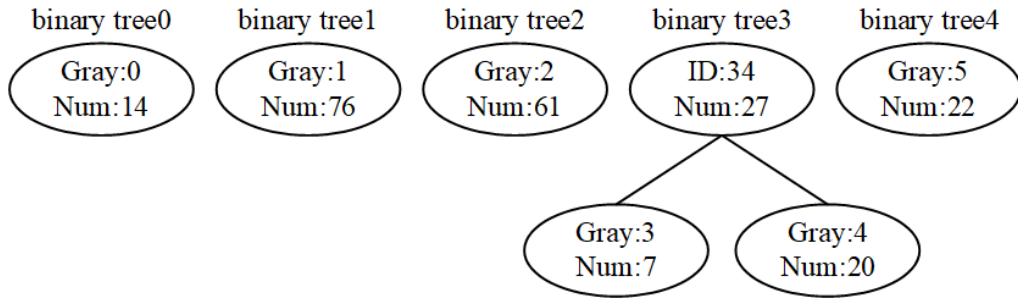 binary tree0 binary tree1 binary tree2 binary tree3 binary tree4
Gray:0 Gray:1 Gray:2 ID:34 Gray:5
Num:14 Num:76 Num:61 Num:27 Num:22
Gray:3 Gray:4
Num:7 Num:20